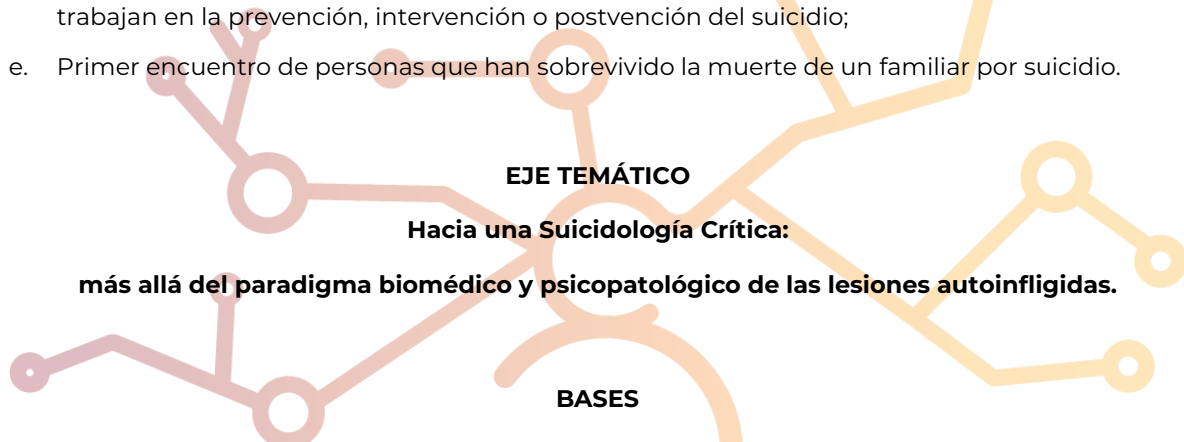 trabajan en la prevención, intervención o postvención del suicidio;
e. Primer encuentro de personas que han sobrevivido la muerte de un familiar por suicidio.
EJE TEMÁTICO
Hacia una Suicidología Crítica:
más allá del paradigma biomédico y psicopatológico de las lesiones autoinfligidas.
BASES